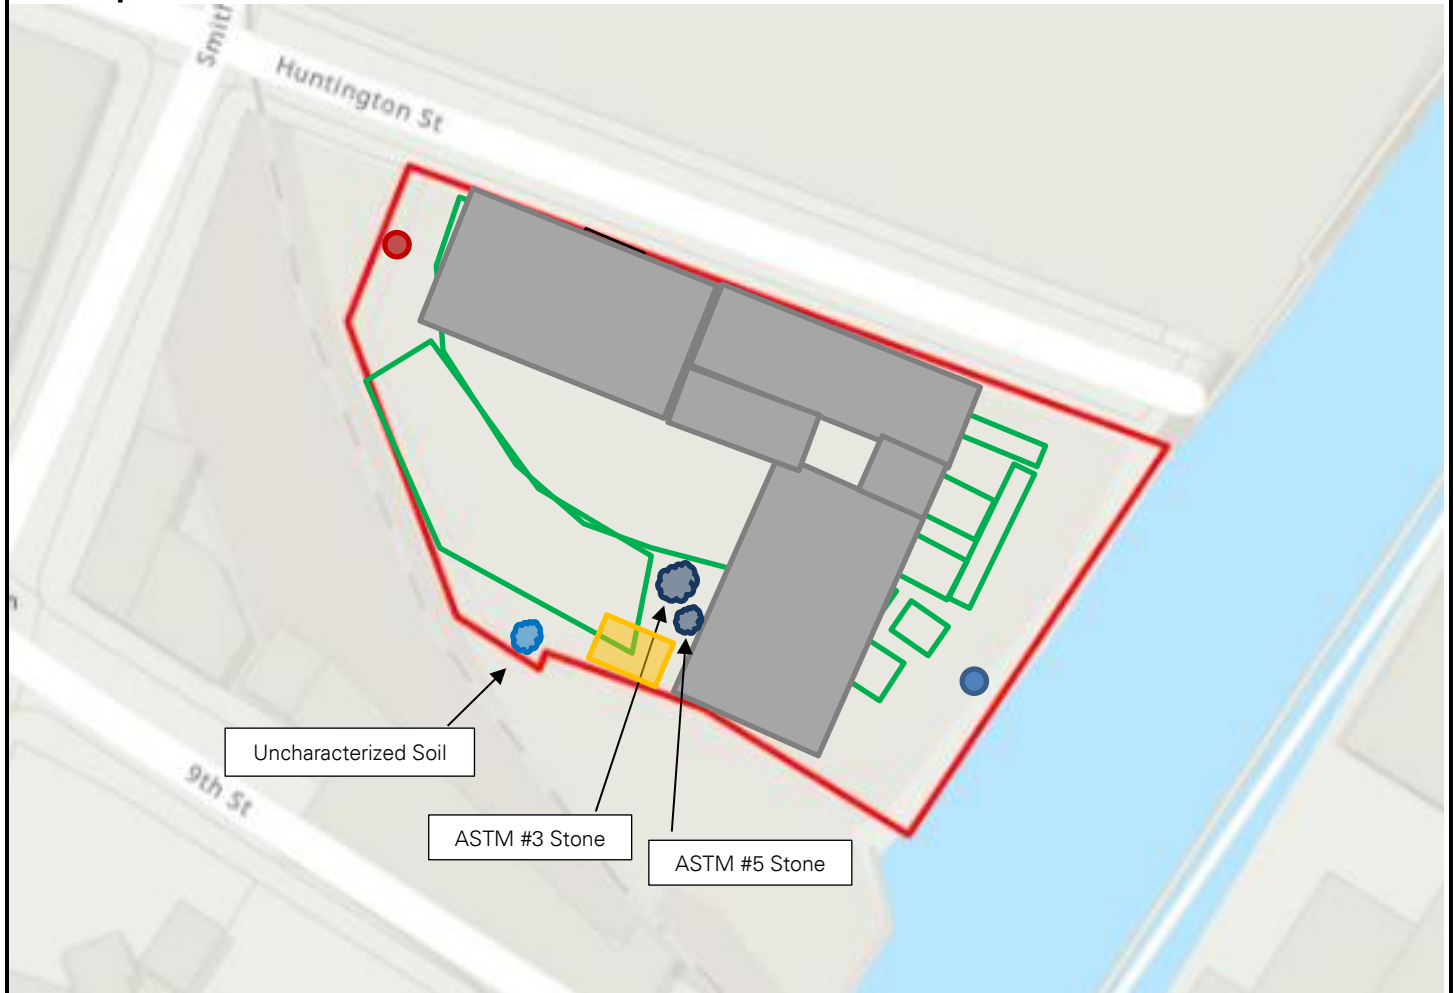 Smith
Huntington St
Uncharacterized Soil
9th St
ASTM #3 Stone
ASTM #5 Stone